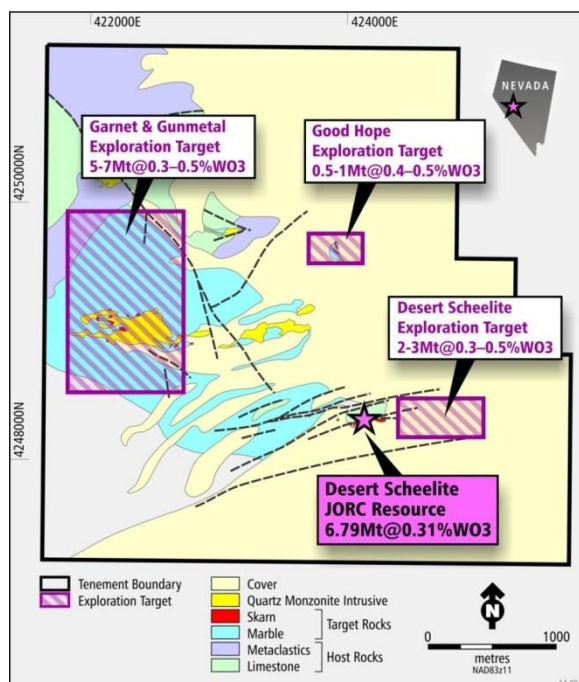 422000E
424000E
NEVADA
Garnet & Gunmetal
Exploration Target
5-7Mt@0.3–0.5%WO3
Good Hope
Exploration Target
0.5-1Mt@0.4–0.5%WO3
4250000N
Desert Scheelite
Exploration Target
2-3Mt@0.3–0.5%WO3
4248000N
Desert Scheelite
JORC Resource
6.79Mt@0.31%WO3
Tenement Boundary
Exploration Target
Cover
Quartz Monzonite Intrusive
Skarn
Marble
Target Rocks
Metaclastics
Limestone
Host Rocks
N
0 1000
metres
NAD83z11